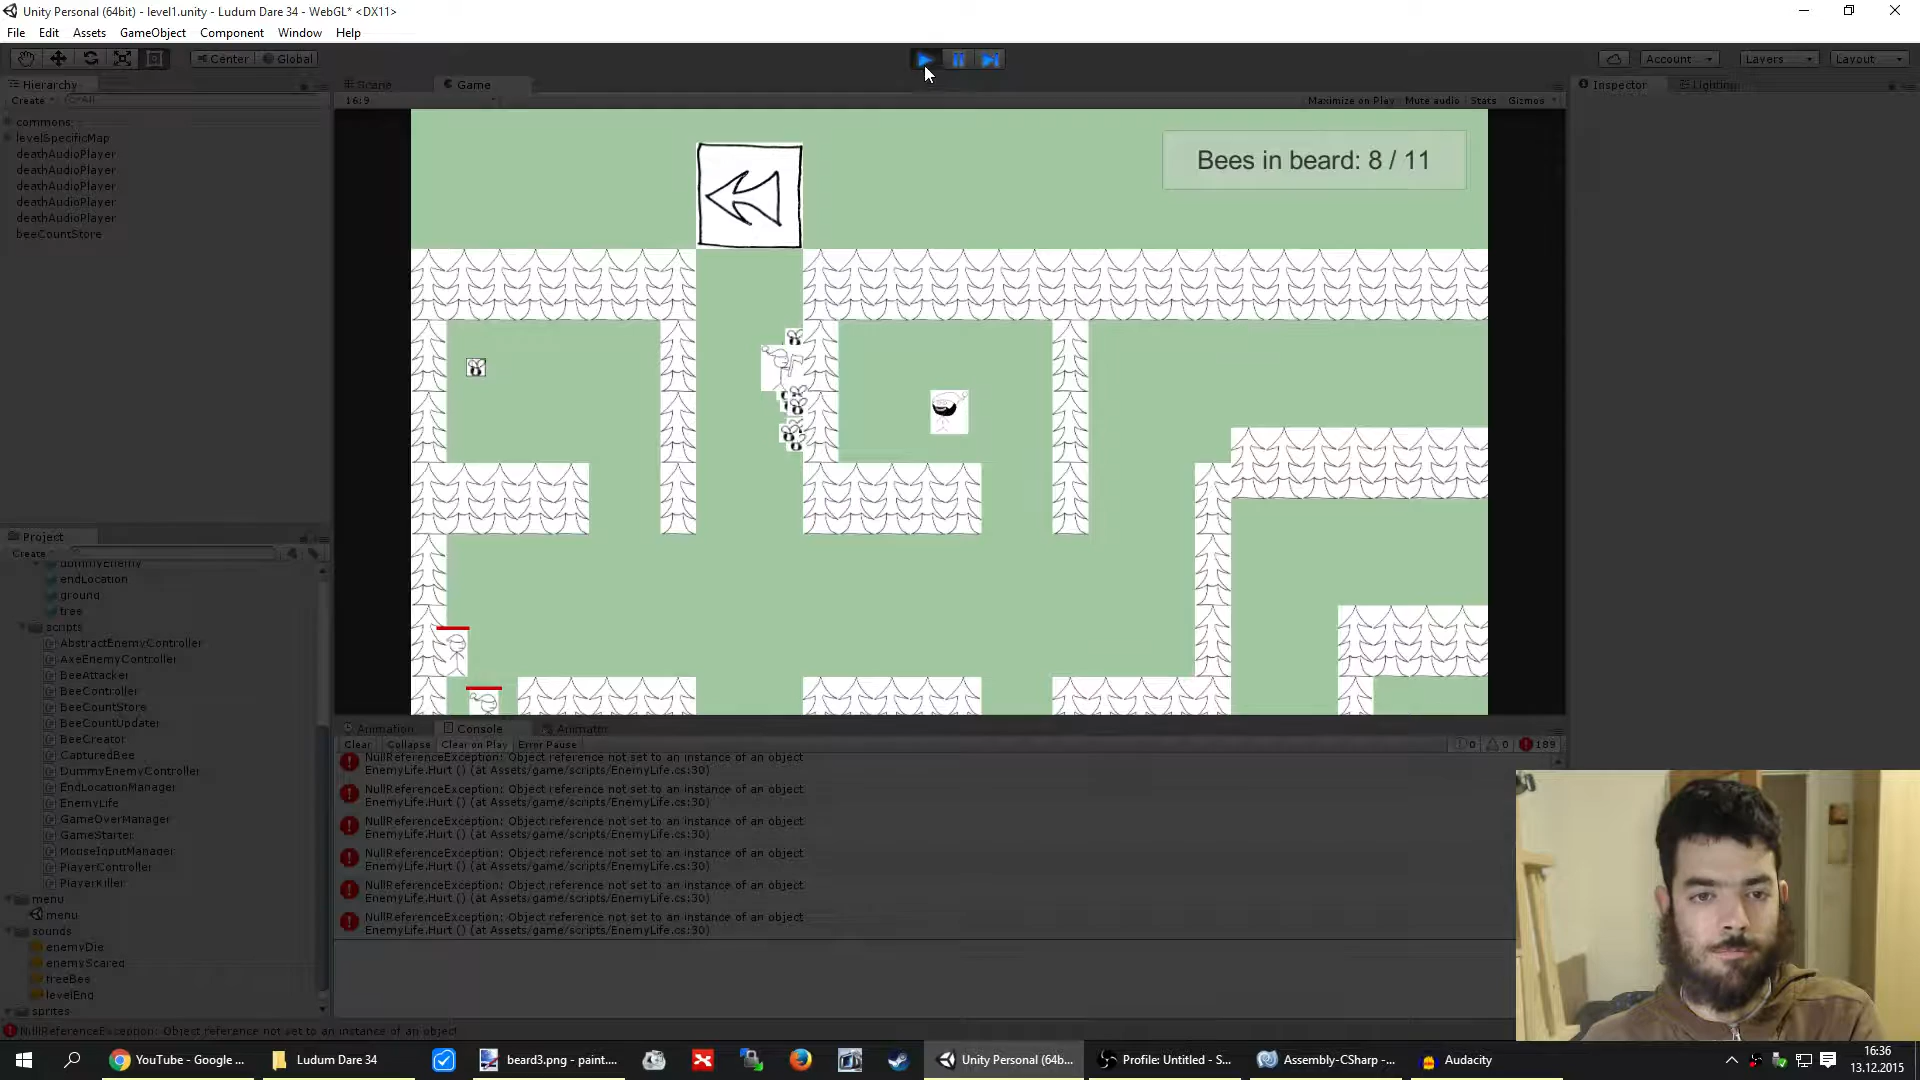 Unity Personal (64bit) - level1.unity - Ludum Dare 34 - WebGL* <DX11>
File Edit Assets GameObject Component Window Help
Center Global Account Layers Layout
Hierarchy Scene Game Inspector Lighting
Create All 16:9 Maximize on Play Mute audio Stats Gizmos
commons
levelSpecificMap
deathAudioPlayer
deathAudioPlayer
deathAudioPlayer
deathAudioPlayer
deathAudioPlayer
beeCountStore
Bees in beard: 8 / 11
Project
Create
dummyEnemy
endLocation
ground
tree
scripts
AbstractEnemyController
AxeEnemyController
BeeAttacker
BeeController
BeeCountStore
BeeCountUpdater
BeeCreator
CapturedBee
DummyEnemyController
EndLocationManager
EnemyLife
GameOverManager
GameStarter
MouseInputManager
PlayerController
PlayerKiller
menu
menu
sounds
enemyDie
enemyScared
freeBee
levelEnd
sprites
Animation Console Animator
Clear Collapse Clear on Play Error Pause 0 0 189
NullReferenceException: Object reference not set to an instance of an object
EnemyLife.Hurt () (at Assets/game/scripts/EnemyLife.cs:30)
NullReferenceException: Object reference not set to an instance of an object
EnemyLife.Hurt () (at Assets/game/scripts/EnemyLife.cs:30)
NullReferenceException: Object reference not set to an instance of an object
EnemyLife.Hurt () (at Assets/game/scripts/EnemyLife.cs:30)
NullReferenceException: Object reference not set to an instance of an object
EnemyLife.Hurt () (at Assets/game/scripts/EnemyLife.cs:30)
NullReferenceException: Object reference not set to an instance of an object
EnemyLife.Hurt () (at Assets/game/scripts/EnemyLife.cs:30)
NullReferenceException: Object reference not set to an instance of an object
EnemyLife.Hurt () (at Assets/game/scripts/EnemyLife.cs:30)
NullReferenceException: Object reference not set to an instance of an object
YouTube - Google ... Ludum Dare 34 beard3.png - paint.... Unity Personal (64b... Profile: Untitled - S... Assembly-CSharp -... Audacity
16:36
13.12.2015